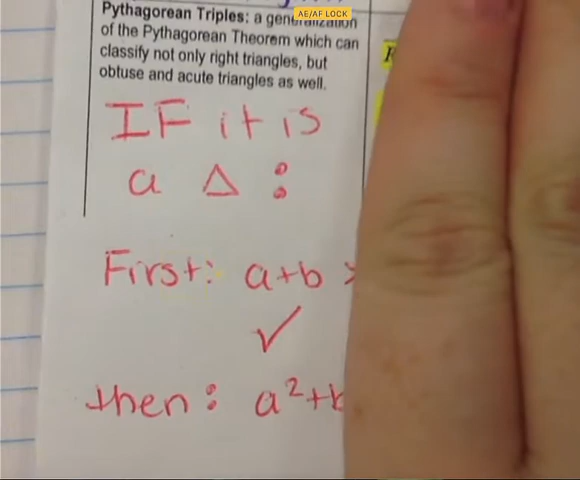 AE/AF LOCK
Pythagorean Triples: a generalization
of the Pythagorean Theorem which can
classify not only right triangles, but
obtuse and acute triangles as well.
IF it is
a △ :
First: a+b >
✓
then: a²+b